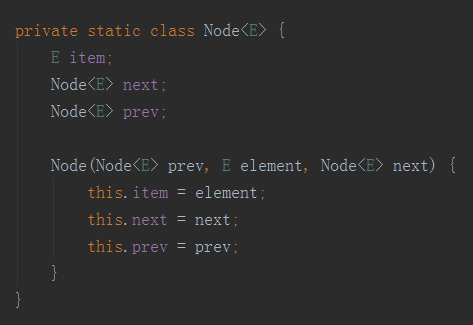 private static class Node<E> {
    E item;
    Node<E> next;
    Node<E> prev;

    Node(Node<E> prev, E element, Node<E> next) {
        this.item = element;
        this.next = next;
        this.prev = prev;
    }
}